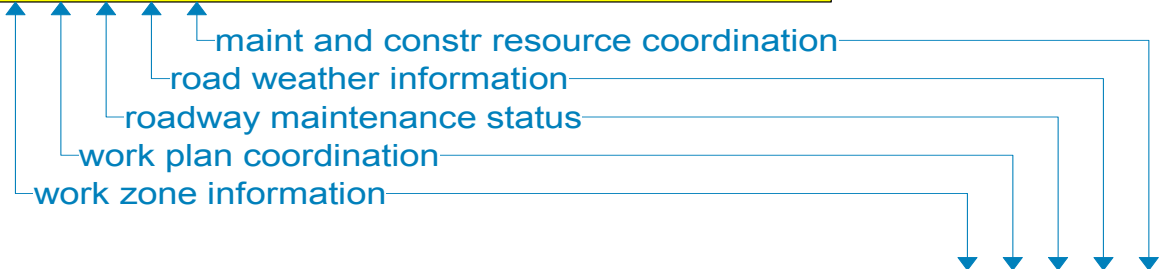 maint and constr resource coordination
road weather information
roadway maintenance status
work plan coordination
work zone information